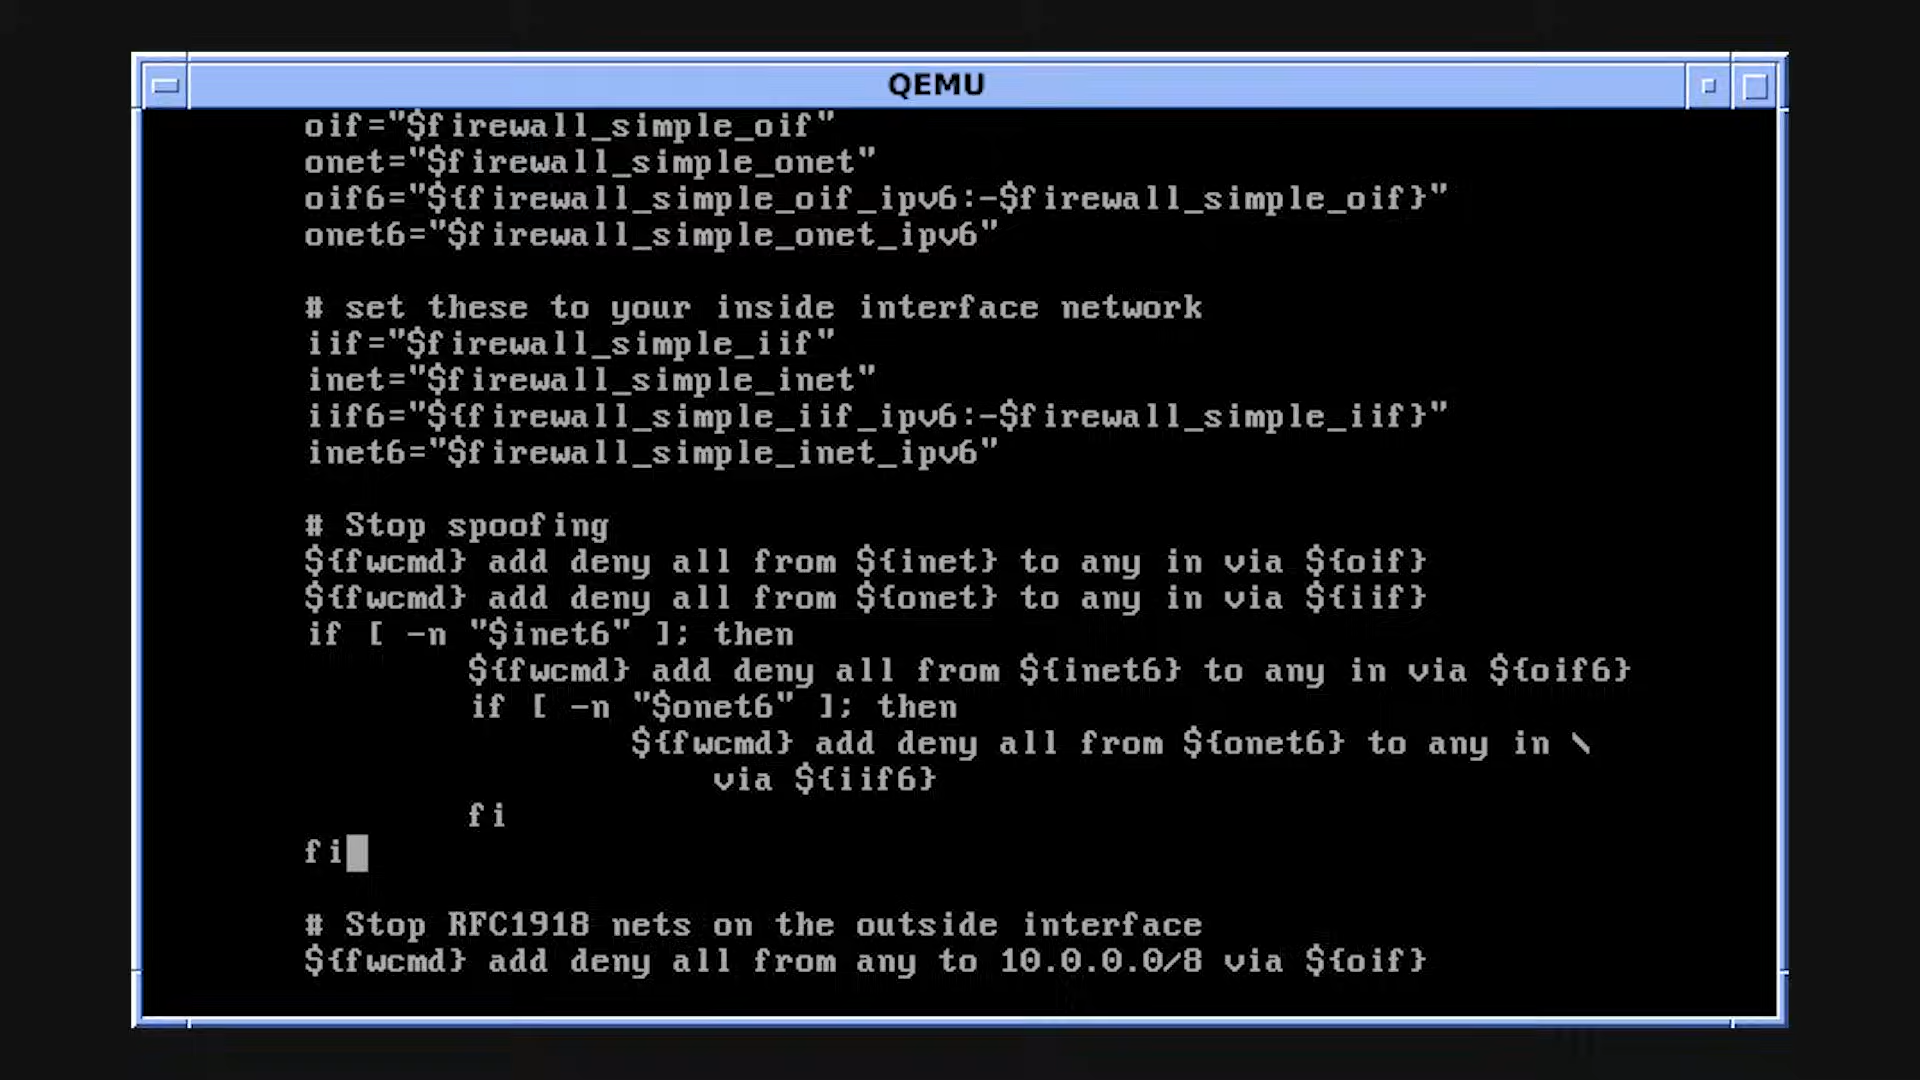 QEMU
oif="$firewall_simple_oif"
onet="$firewall_simple_onet"
oif6="${firewall_simple_oif_ipv6:-$firewall_simple_oif}"
onet6="$firewall_simple_onet_ipv6"
# set these to your inside interface network
iif="$firewall_simple_iif"
inet="$firewall_simple_inet"
iif6="${firewall_simple_iif_ipv6:-$firewall_simple_iif}"
inet6="$firewall_simple_inet_ipv6"
# Stop spoofing
${fwcmd} add deny all from ${inet} to any in via ${oif}
${fwcmd} add deny all from ${onet} to any in via ${iif}
if [ -n "$inet6" ]; then
${fwcmd} add deny all from ${inet6} to any in via ${oif6}
if [ -n "$onet6" ]; then
${fwcmd} add deny all from ${onet6} to any in \
via ${iif6}
fi
fi
# Stop RFC1918 nets on the outside interface
${fwcmd} add deny all from any to 10.0.0.0/8 via ${oif}